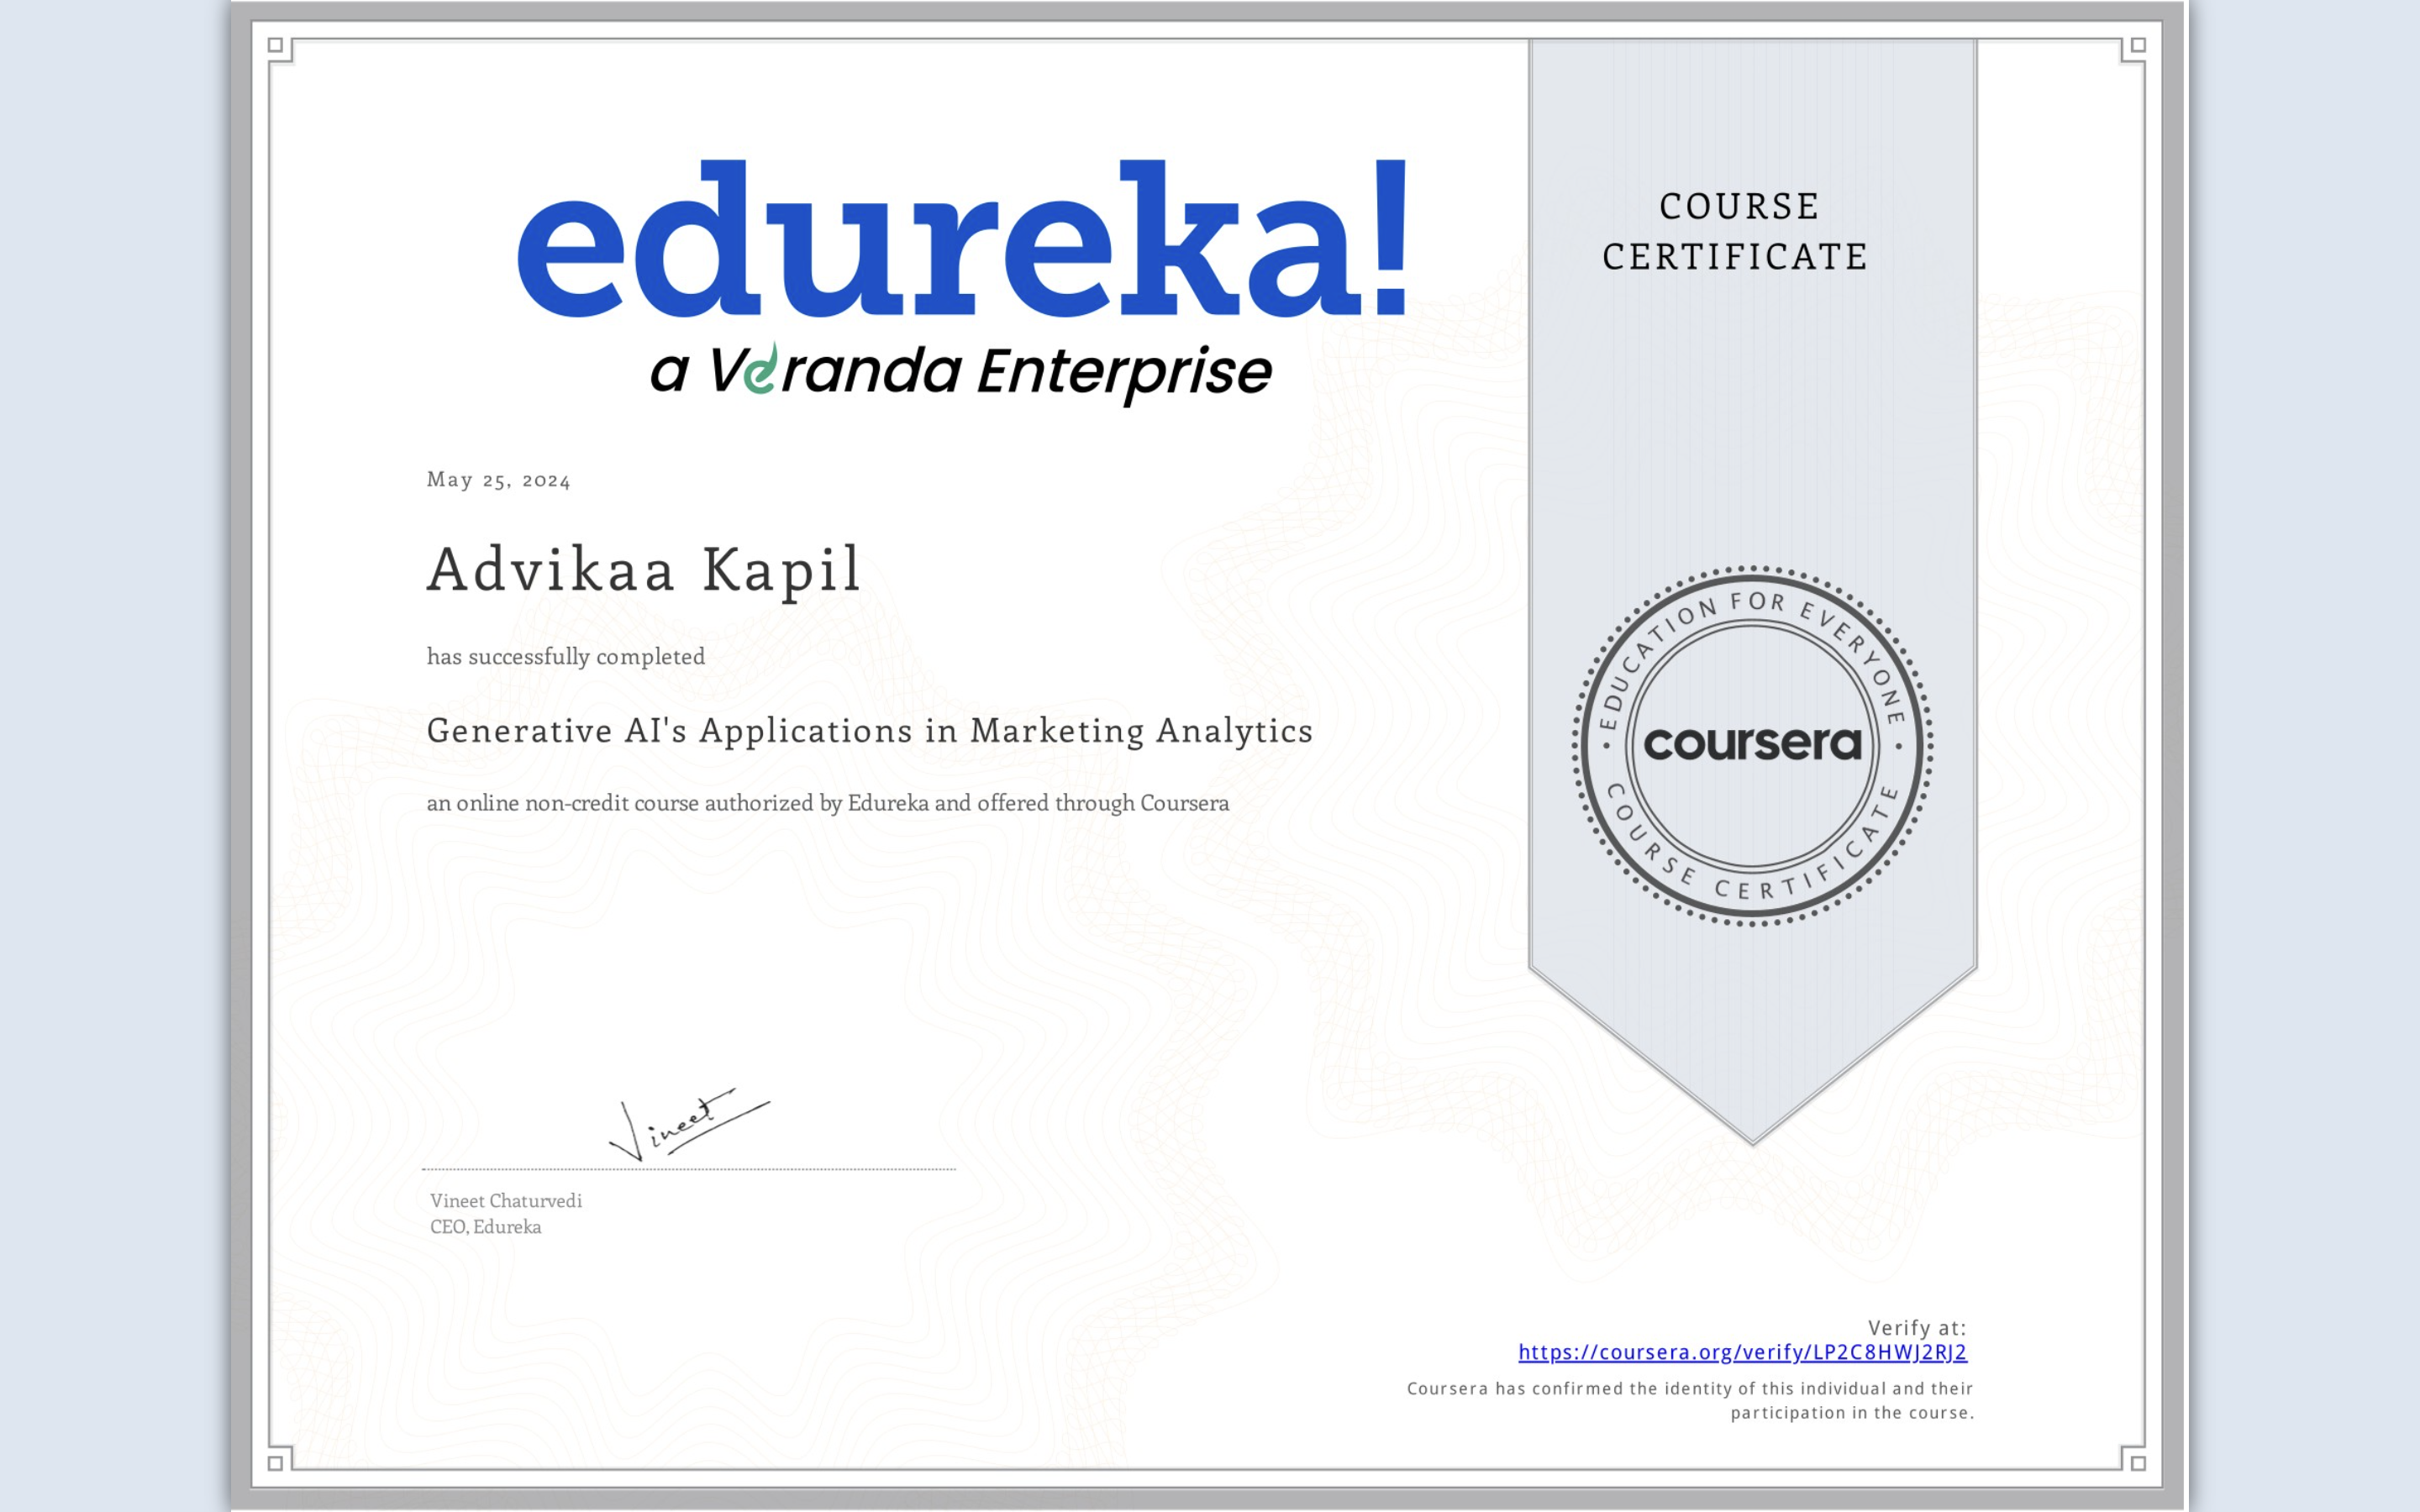 edureka!
a Veranda Enterprise
COURSE
CERTIFICATE
May 25, 2024
Advikaa Kapil
has successfully completed
Generative AI's Applications in Marketing Analytics
an online non-credit course authorized by Edureka and offered through Coursera
EDUCATION FOR EVERYONE
coursera
COURSE CERTIFICATE
Vineet
Vineet Chaturvedi
CEO, Edureka
Verify at:
https://coursera.org/verify/LP2C8HWJ2RJ2
Coursera has confirmed the identity of this individual and their
participation in the course.